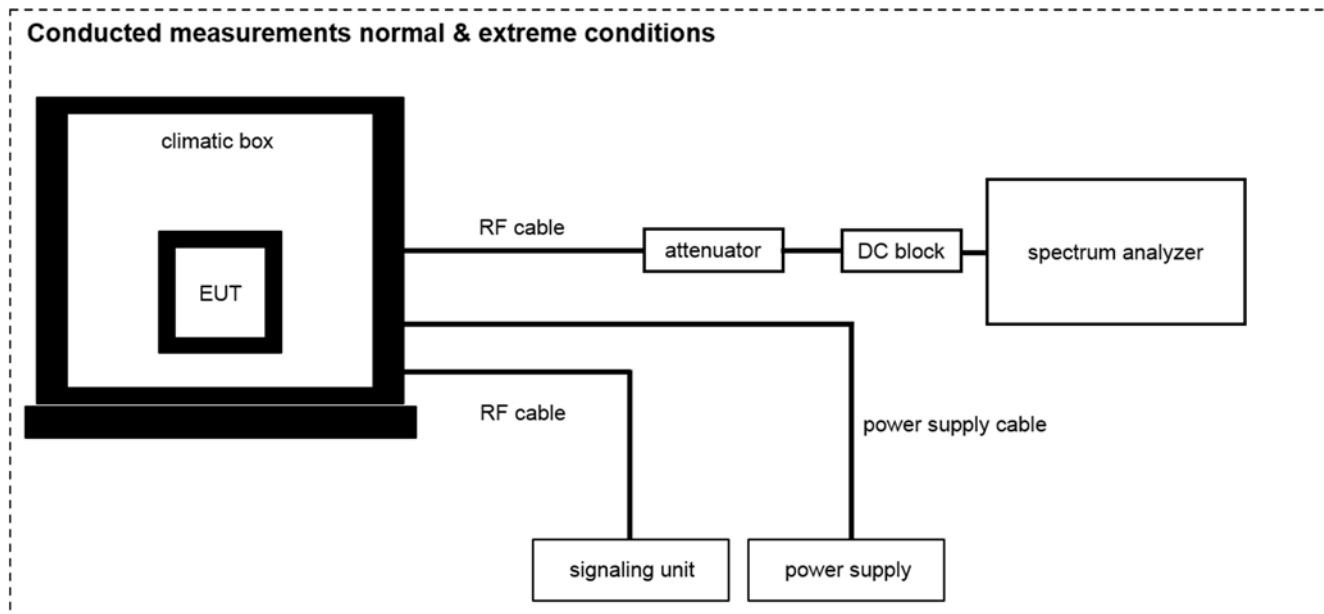 Conducted measurements normal & extreme conditions
climatic box
RF cable
attenuator
DC block
spectrum analyzer
EUT
RF cable
power supply cable
signaling unit
power supply